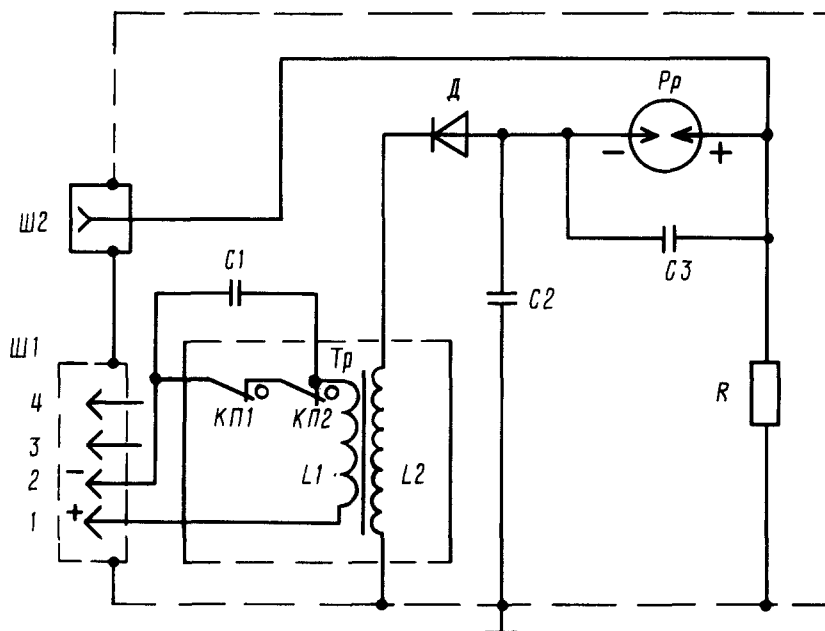 Д
Рр
–
+
Ш2
С1
С3
С2
Ш1
Тр
4
КП1
КП2
R
3
2
–
L1
L2
1
+